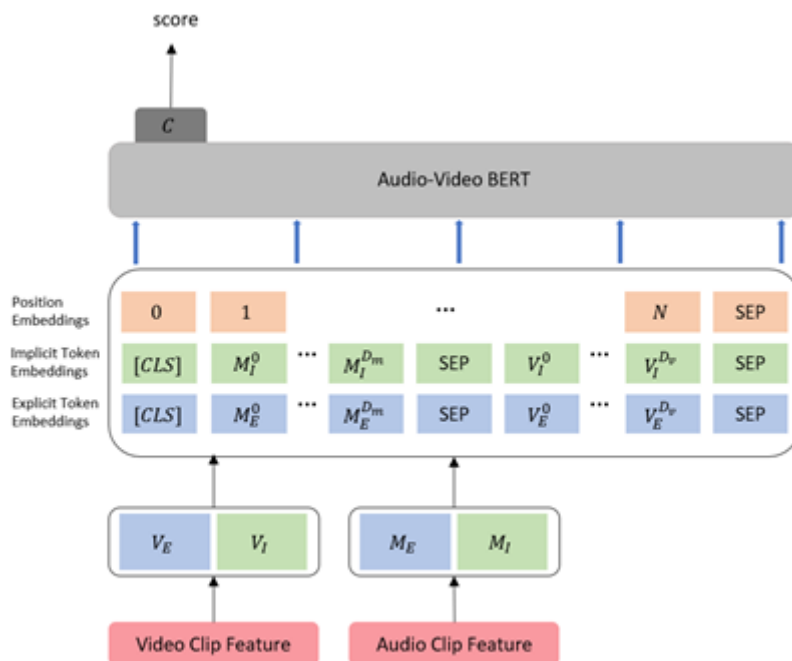 score
C
Audio-Video BERT
Position
Embeddings
0 1 ... N SEP
Implicit Token
Embeddings
[CLS] M_I^0 ... M_I^{D_m} SEP V_I^0 ... V_I^{D_v} SEP
Explicit Token
Embeddings
[CLS] M_E^0 ... M_E^{D_m} SEP V_E^0 ... V_E^{D_v} SEP
V_E V_I M_E M_I
Video Clip Feature Audio Clip Feature